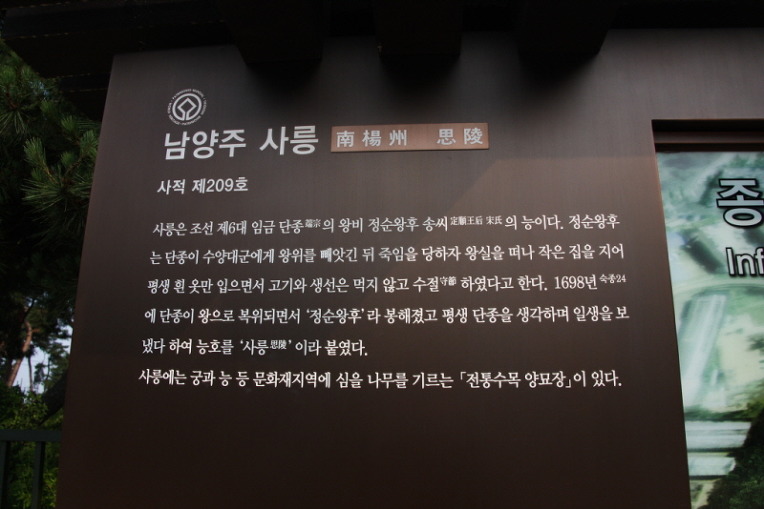 남양주 사릉 南楊州 思陵
사적 제209호
사릉은 조선 제6대 임금 단종端宗의 왕비 정순왕후 송씨定順王后 宋氏의 능이다. 정순왕후
는 단종이 수양대군에게 왕위를 빼앗긴 뒤 죽임을 당하자 왕실을 떠나 작은 집을 지어
평생 흰 옷만 입으면서 고기와 생선은 먹지 않고 수절守節하였다고 한다. 1698년숙종24
에 단종이 왕으로 복위되면서 ‘정순왕후’라 봉해졌고 평생 단종을 생각하며 일생을 보
냈다 하여 능호를 ‘사릉思陵’이라 붙였다.
사릉에는 궁과 능 등 문화재지역에 심을 나무를 기르는 「전통수목 양묘장」이 있다.
종
Inf